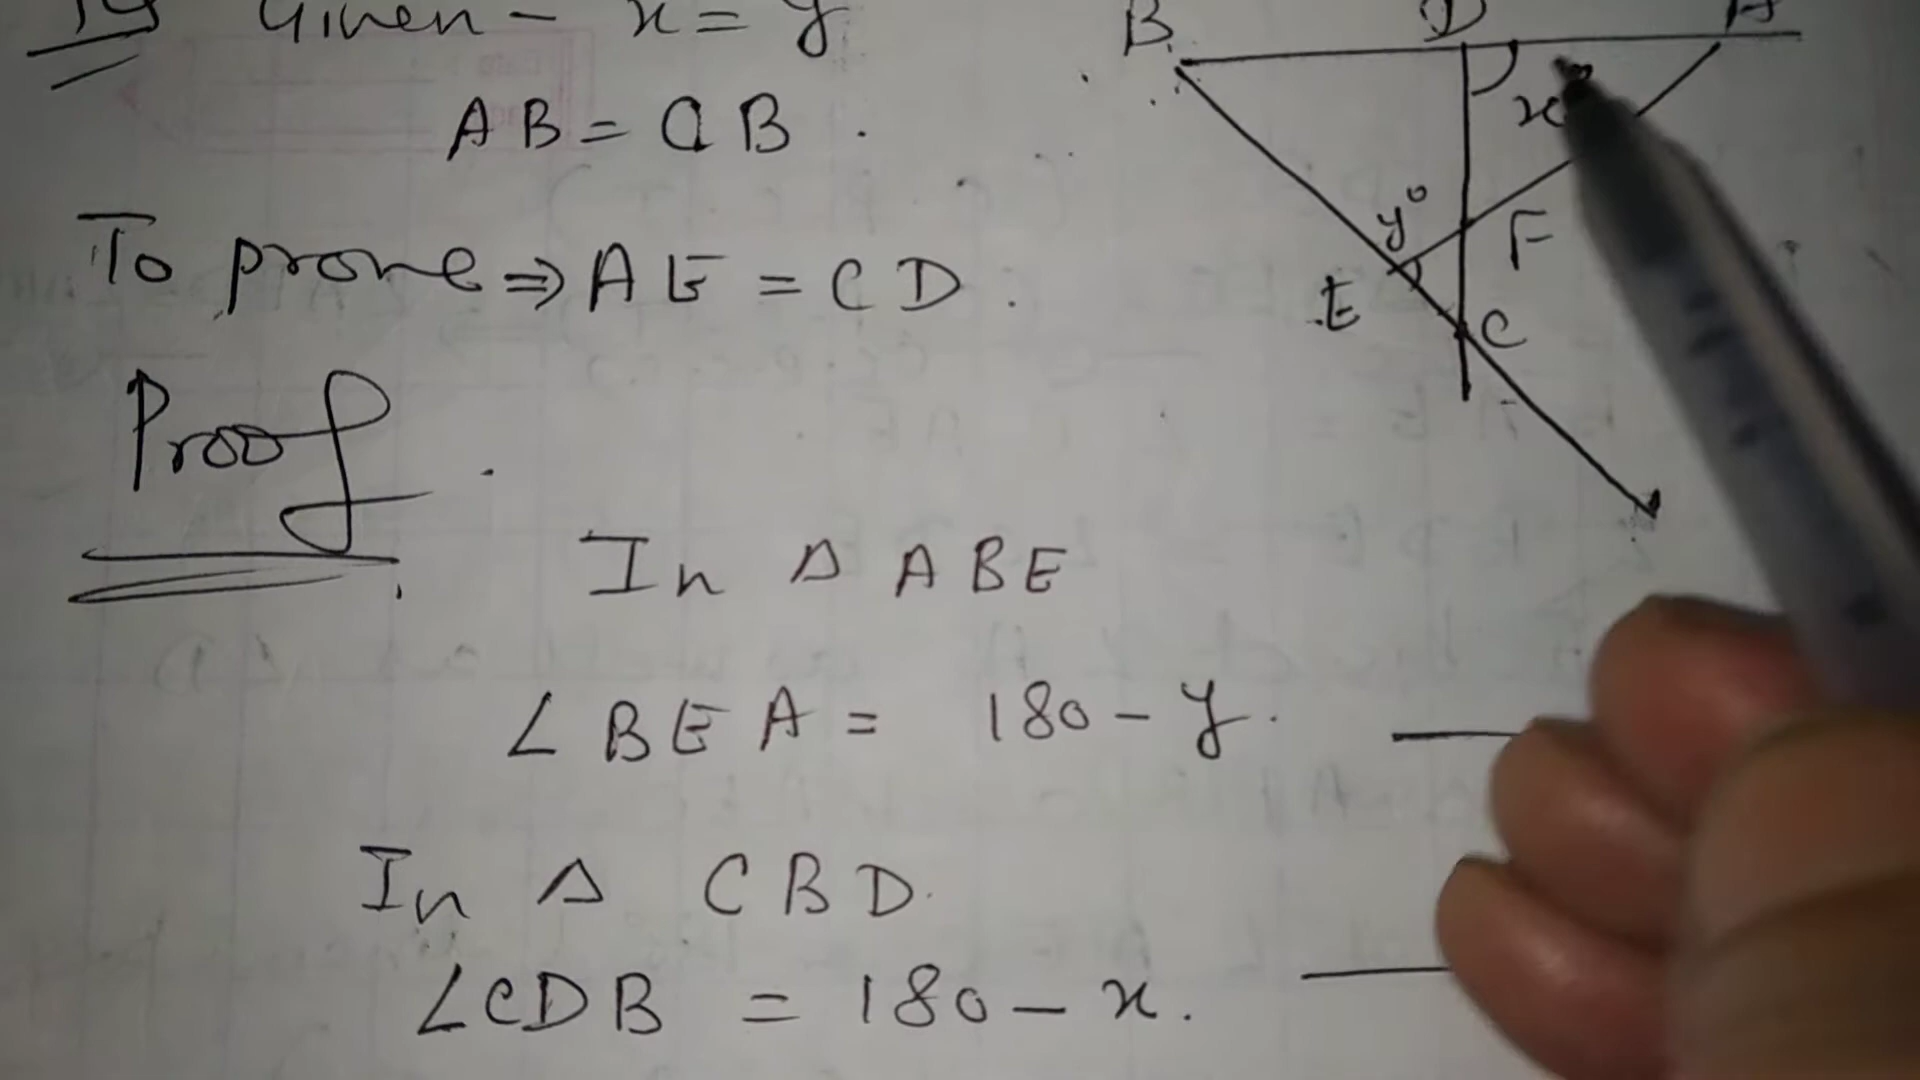 Given - x = y
AB = CB .
To prove ⇒ AE = CD .
Proof .
In Δ ABE
∠BEA = 180 - y .
In Δ CBD .
∠CDB = 180 - x .
B D A
x°
y°
F
E
C